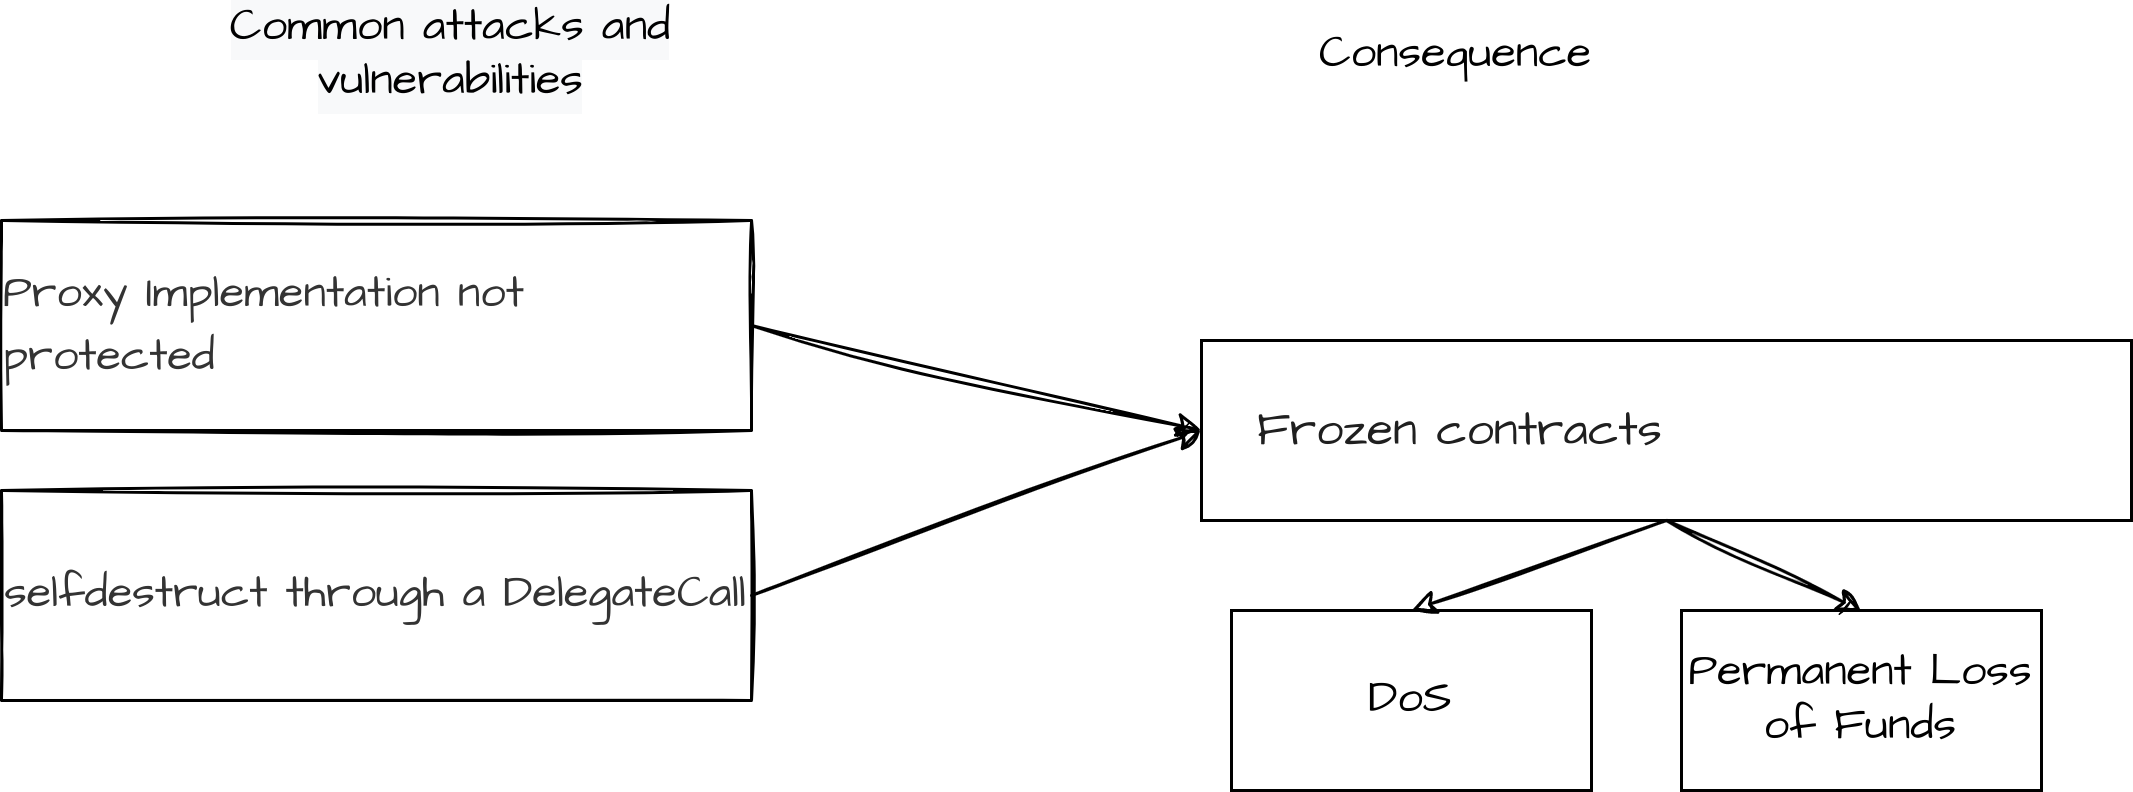 Common attacks and
vulnerabilities
Consequence
Proxy Implementation not
protected
selfdestruct through a DelegateCall
Frozen contracts
DoS
Permanent Loss
of Funds